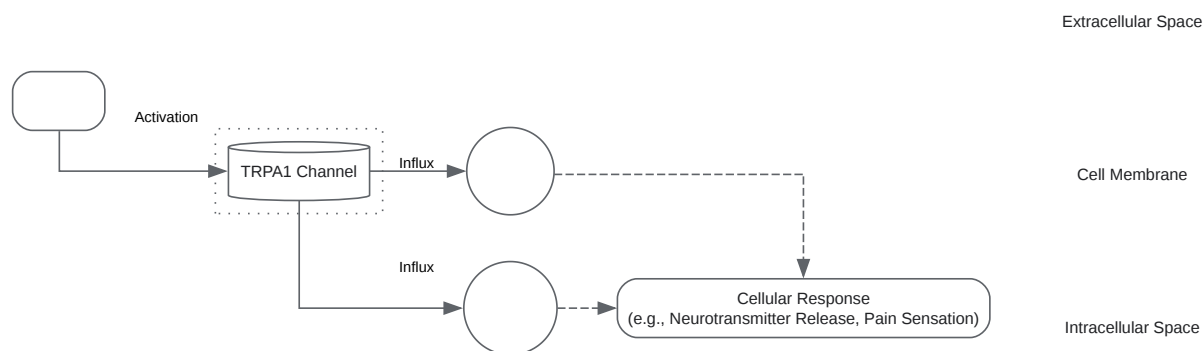 Extracellular Space
Activation
TRPA1 Channel
Influx
Cell Membrane
Influx
Cellular Response
(e.g., Neurotransmitter Release, Pain Sensation)
Intracellular Space